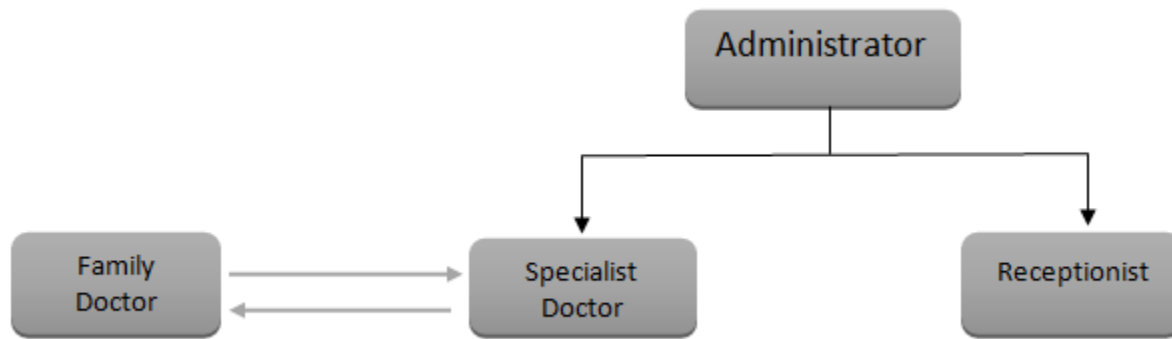 Administrator
Family
Doctor
Specialist
Doctor
Receptionist